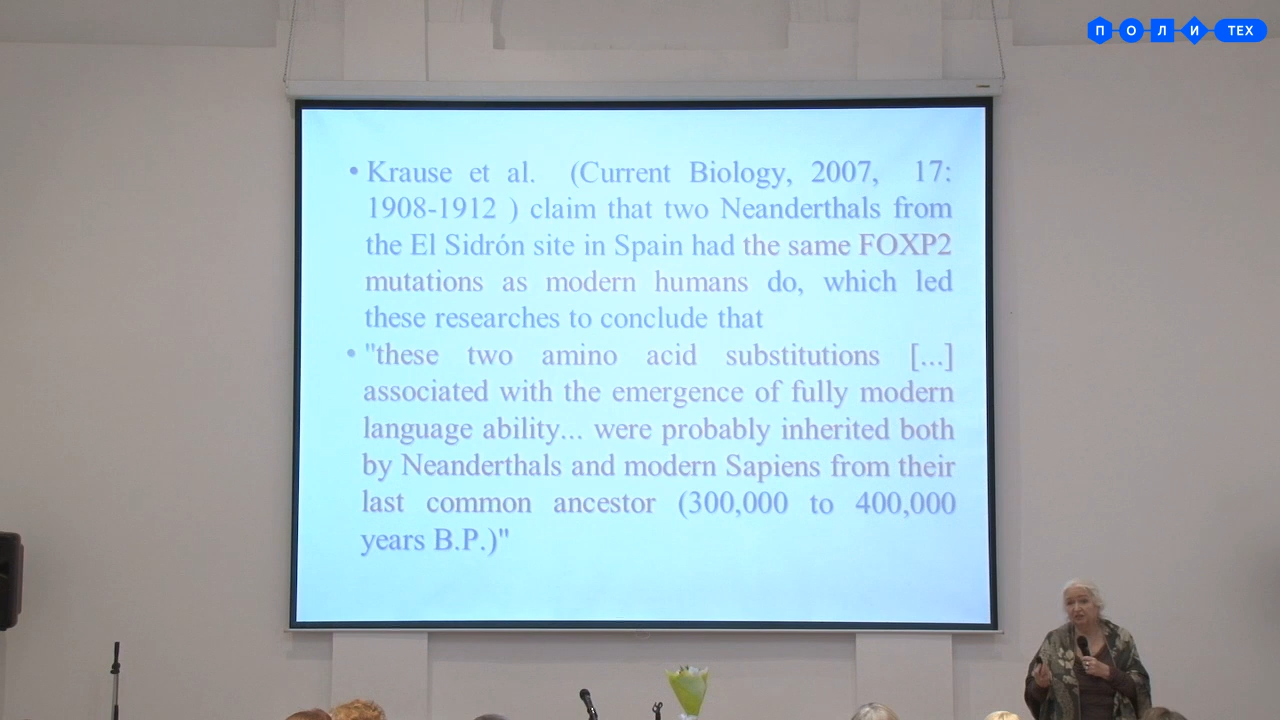 ПОЛИТЕХ
• Krause et al. (Current Biology, 2007, 17:
1908-1912 ) claim that two Neanderthals from
the El Sidrón site in Spain had the same FOXP2
mutations as modern humans do, which led
these researches to conclude that
• "these two amino acid substitutions [...]
associated with the emergence of fully modern
language ability... were probably inherited both
by Neanderthals and modern Sapiens from their
last common ancestor (300,000 to 400,000
years B.P.)"